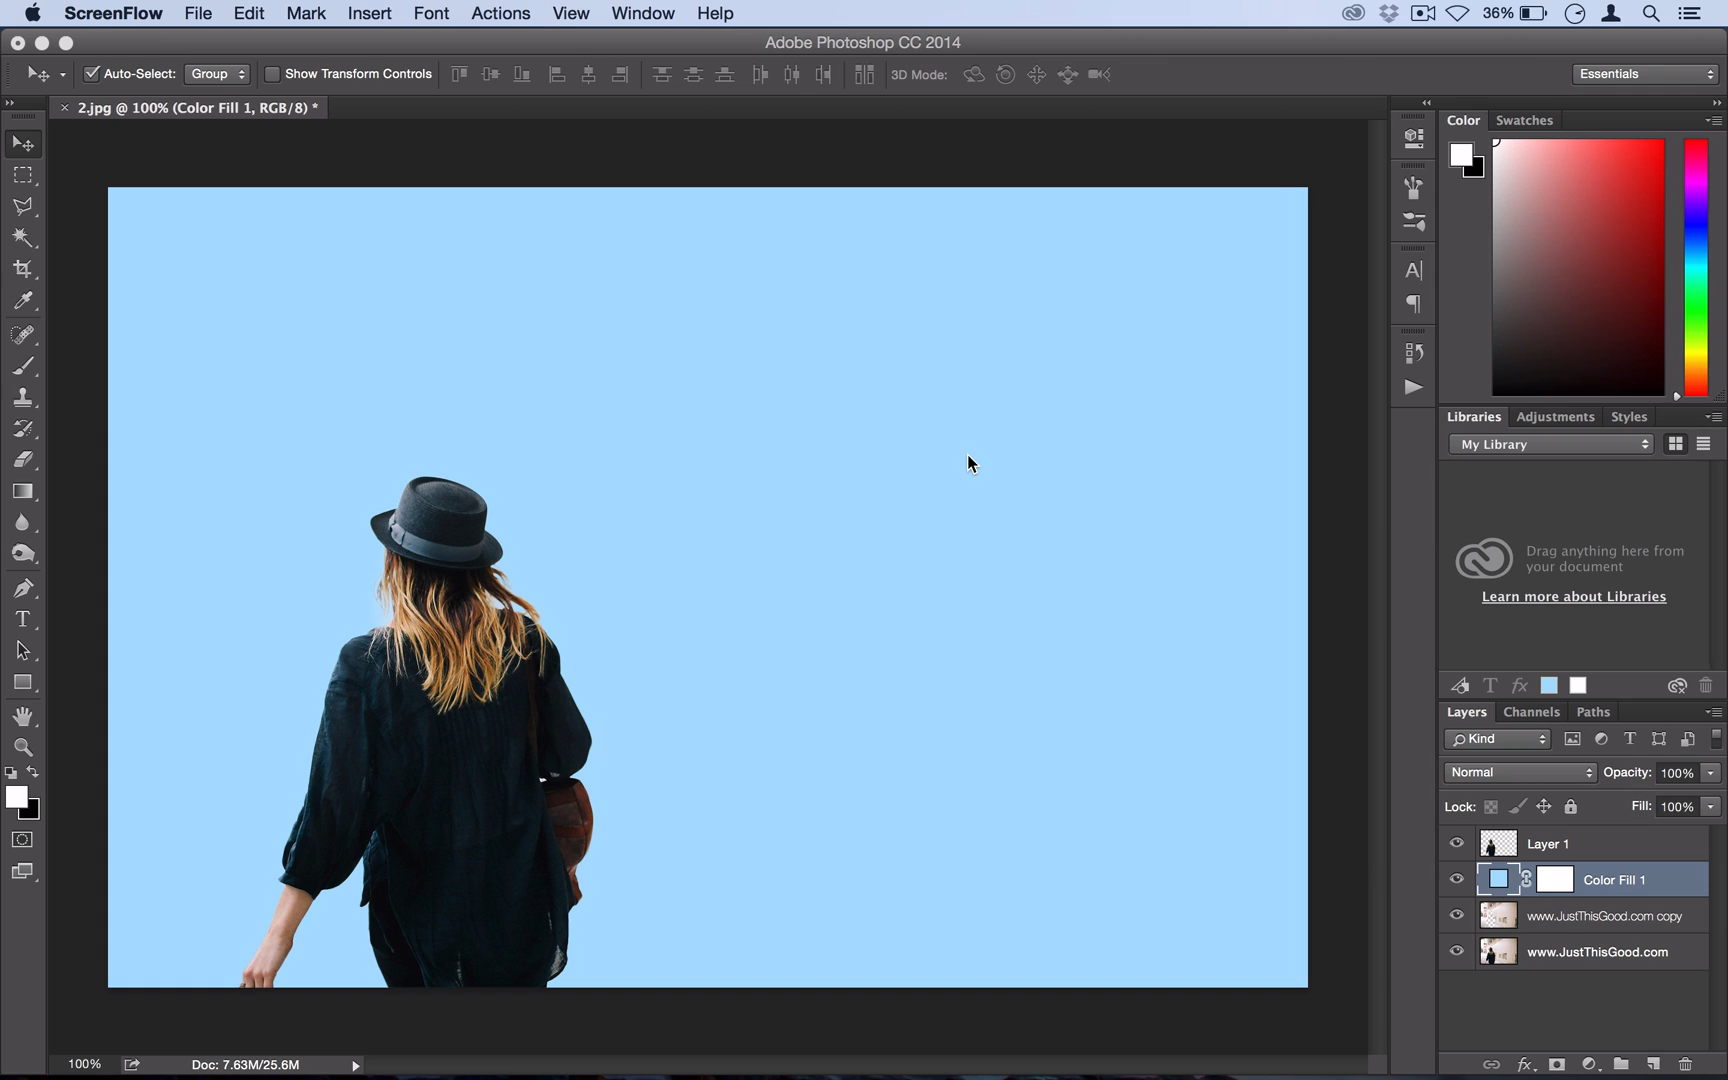 ScreenFlow File Edit Mark Insert Font Actions View Window Help 36%
Adobe Photoshop CC 2014
Auto-Select: Group Show Transform Controls 3D Mode: Essentials
2.jpg @ 100% (Color Fill 1, RGB/8) *
Color Swatches
Libraries Adjustments Styles
My Library
Drag anything here from
your document
Learn more about Libraries
Layers Channels Paths
Kind
Normal Opacity: 100%
Lock: Fill: 100%
Layer 1
Color Fill 1
www.JustThisGood.com copy
www.JustThisGood.com
100% Doc: 7.63M/25.6M